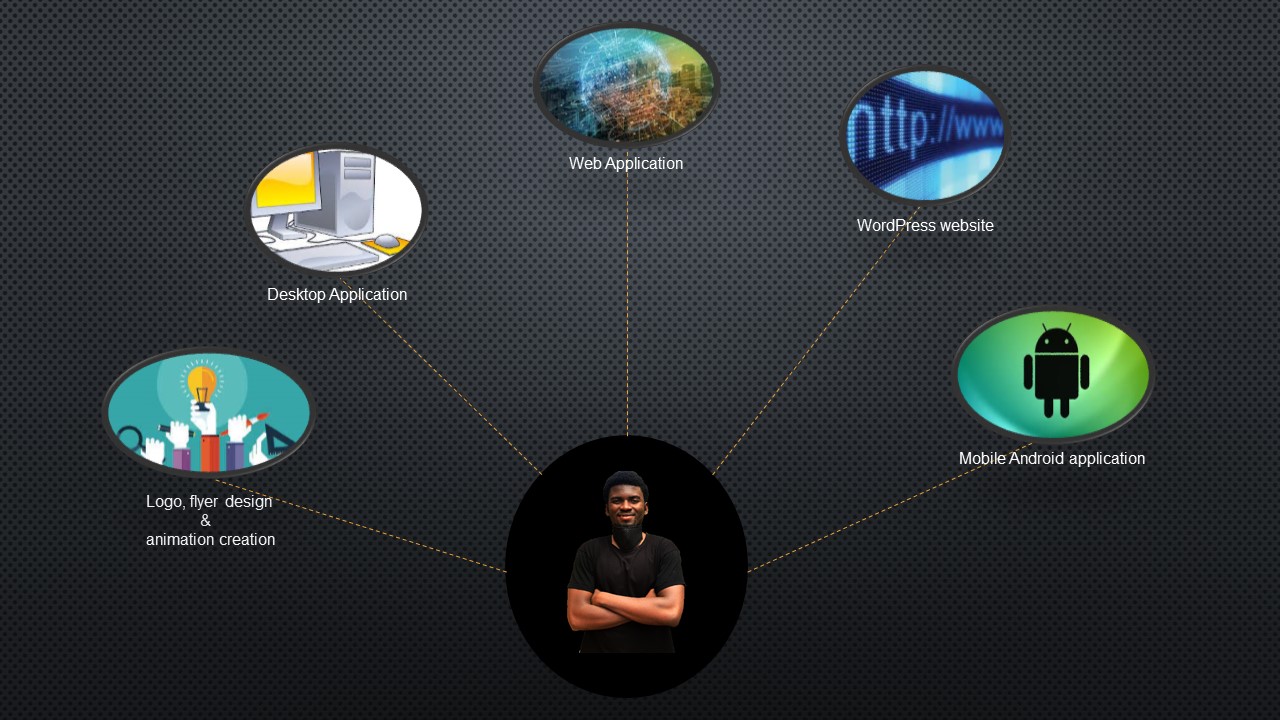 Web Application
http://www
WordPress website
Desktop Application
Mobile Android application
Logo, flyer design
&
animation creation